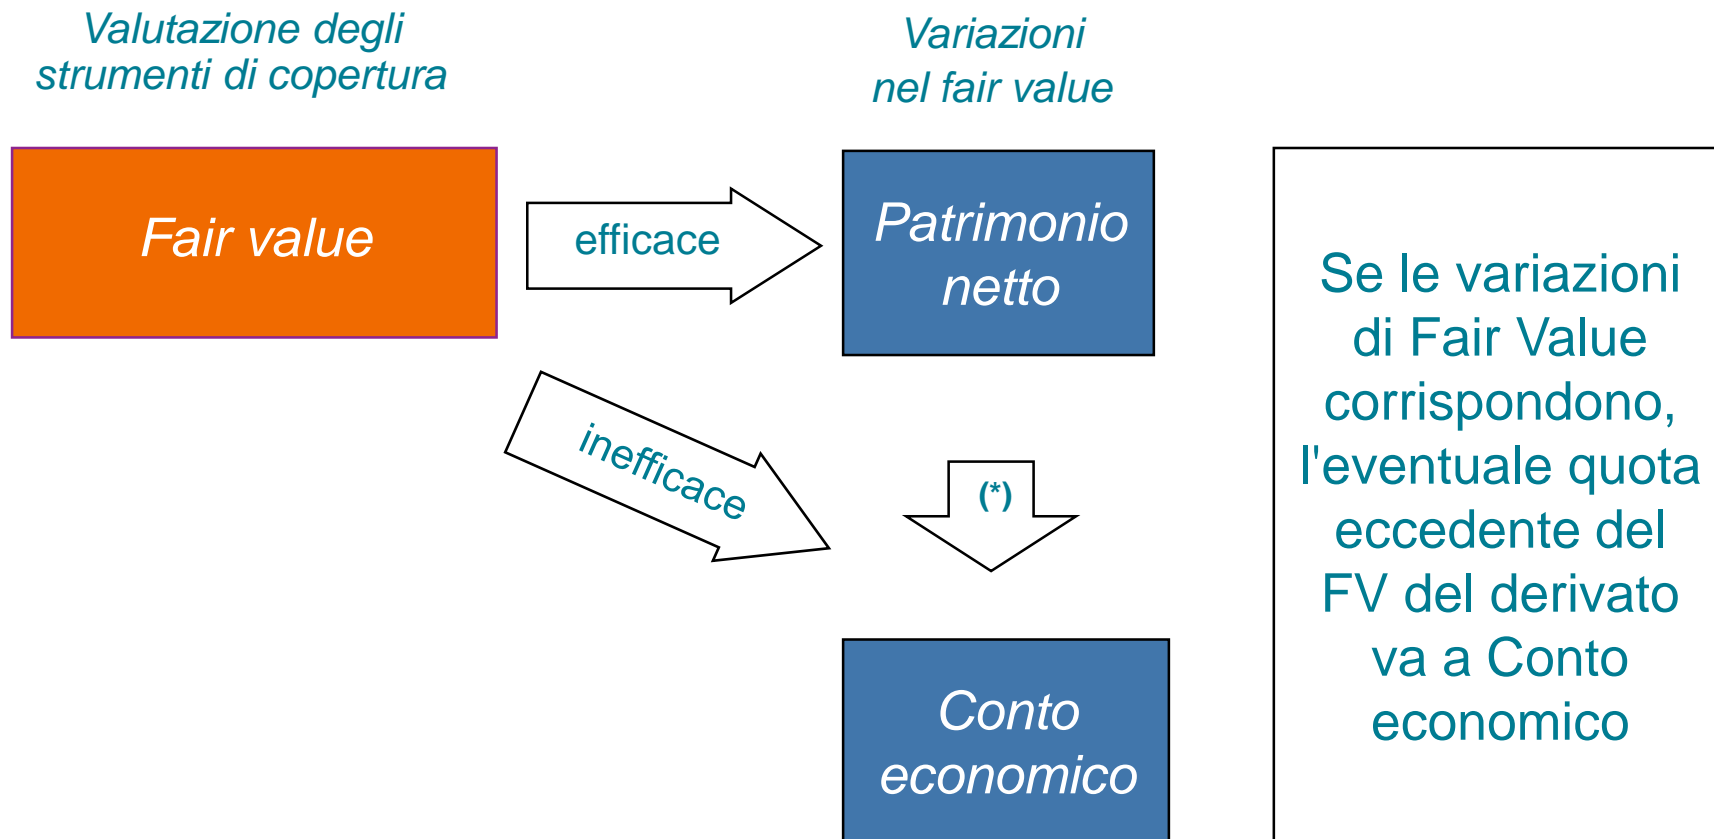 Valutazione degli
strumenti di copertura
Variazioni
nel fair value
Fair value
efficace
Patrimonio
netto
inefficace
(*)
Conto
economico
Se le variazioni
di Fair Value
corrispondono,
l'eventuale quota
eccedente del
FV del derivato
va a Conto
economico